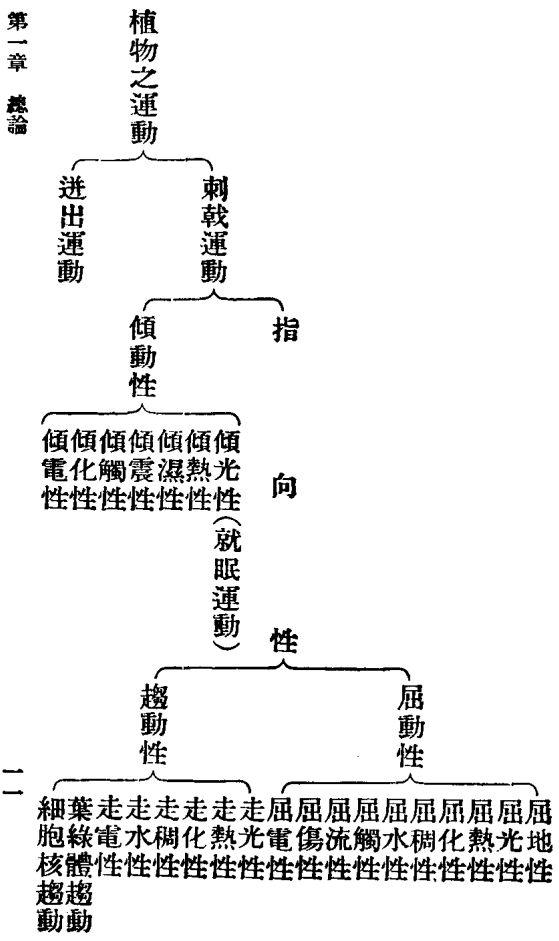 植物之運動
刺戟運動
指向性
屈動性
屈地性
屈光性
屈熱性
屈化性
屈稠性
屈水性
屈觸性
屈流性
屈傷性
屈電性
趨動性
走光性
走熱性
走化性
走稠性
走水性
走電性
葉綠體趨動
細胞核趨動
傾動性
傾光性(就眠運動)
傾熱性
傾濕性
傾震性
傾觸性
傾化性
傾電性
迸出運動
第一章　總論
一一